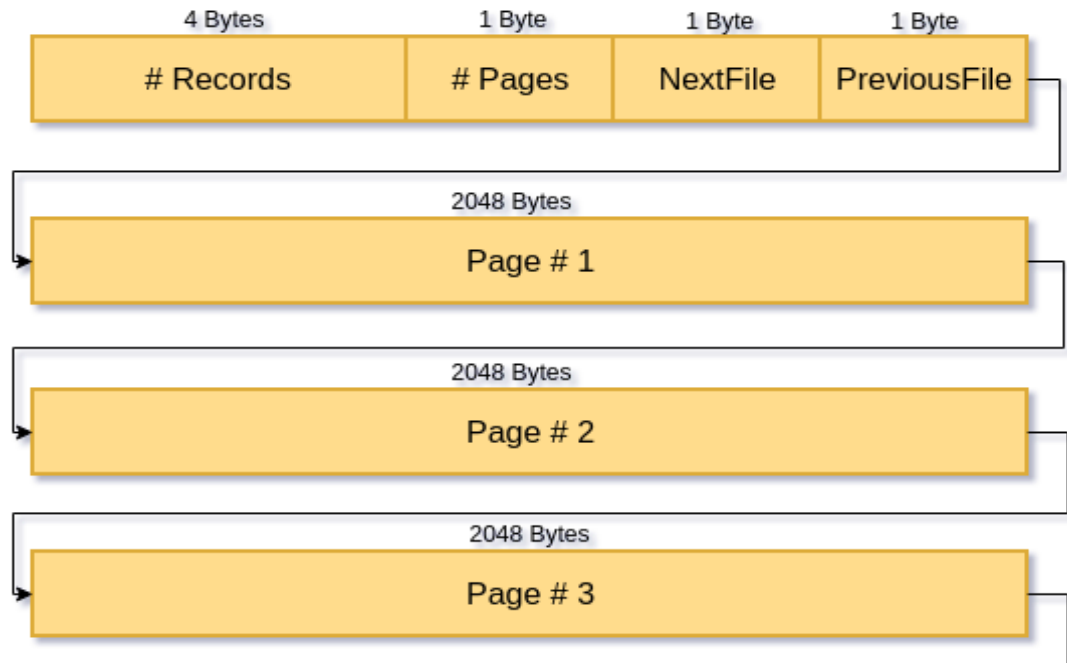 4 Bytes 1 Byte 1 Byte 1 Byte
# Records # Pages NextFile PreviousFile
2048 Bytes
Page # 1
2048 Bytes
Page # 2
2048 Bytes
Page # 3